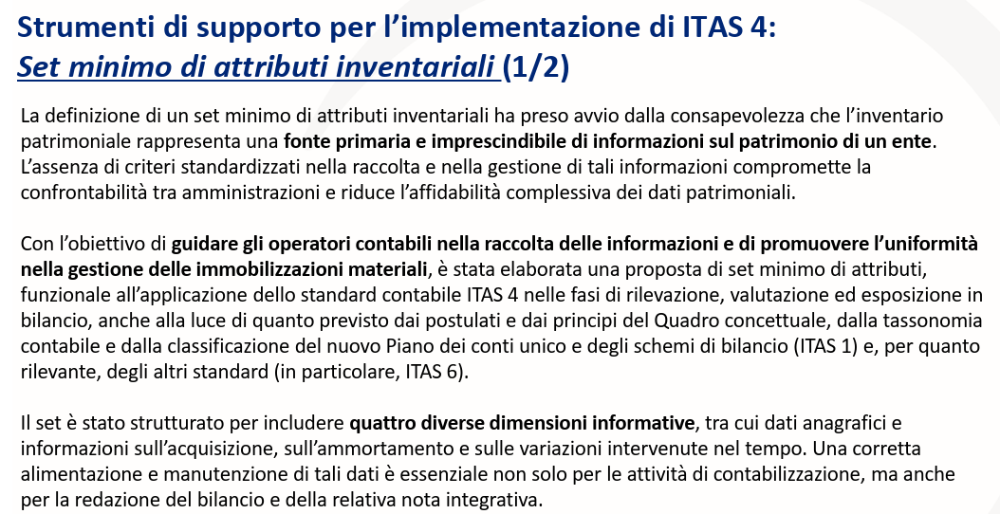 Strumenti di supporto per l’implementazione di ITAS 4:
Set minimo di attributi inventariali (1/2)
La definizione di un set minimo di attributi inventariali ha preso avvio dalla consapevolezza che l’inventario
patrimoniale rappresenta una fonte primaria e imprescindibile di informazioni sul patrimonio di un ente.
L’assenza di criteri standardizzati nella raccolta e nella gestione di tali informazioni compromette la
confrontabilità tra amministrazioni e riduce l’affidabilità complessiva dei dati patrimoniali.
Con l’obiettivo di guidare gli operatori contabili nella raccolta delle informazioni e di promuovere l’uniformità
nella gestione delle immobilizzazioni materiali, è stata elaborata una proposta di set minimo di attributi,
funzionale all’applicazione dello standard contabile ITAS 4 nelle fasi di rilevazione, valutazione ed esposizione in
bilancio, anche alla luce di quanto previsto dai postulati e dai principi del Quadro concettuale, dalla tassonomia
contabile e dalla classificazione del nuovo Piano dei conti unico e degli schemi di bilancio (ITAS 1) e, per quanto
rilevante, degli altri standard (in particolare, ITAS 6).
Il set è stato strutturato per includere quattro diverse dimensioni informative, tra cui dati anagrafici e
informazioni sull’acquisizione, sull’ammortamento e sulle variazioni intervenute nel tempo. Una corretta
alimentazione e manutenzione di tali dati è essenziale non solo per le attività di contabilizzazione, ma anche
per la redazione del bilancio e della relativa nota integrativa.